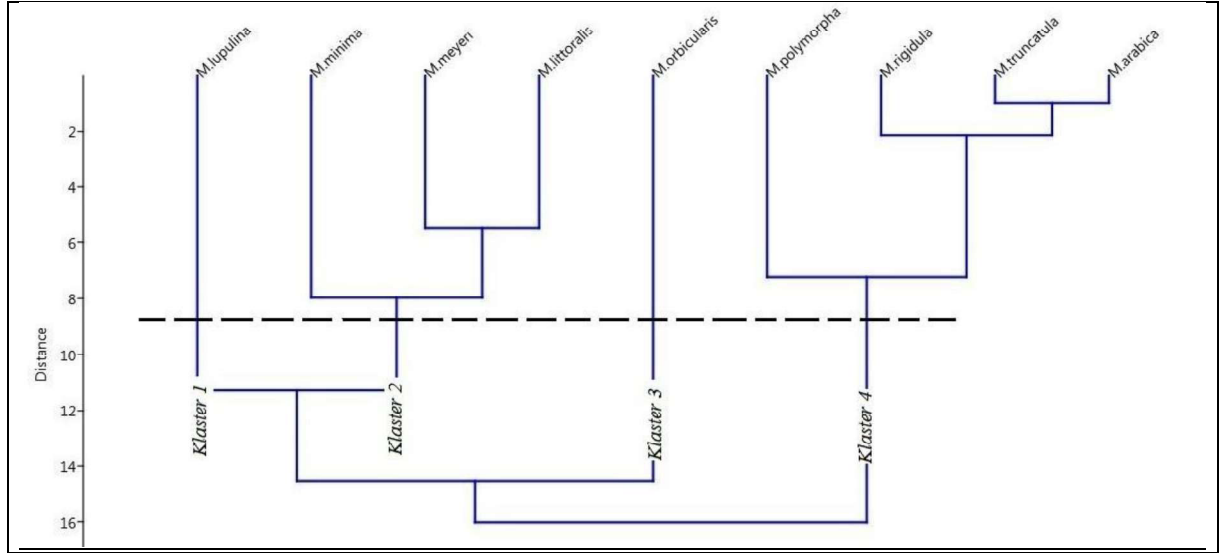 M.lupulina
M.minima
M.meyeri
M.littoralis
M.orbicularis
M.polymorpha
M.rigidula
M.truncatula
M.arabica
2
4
6
8
10
12
14
16
Distance
Klaster 1
Klaster 2
Klaster 3
Klaster 4